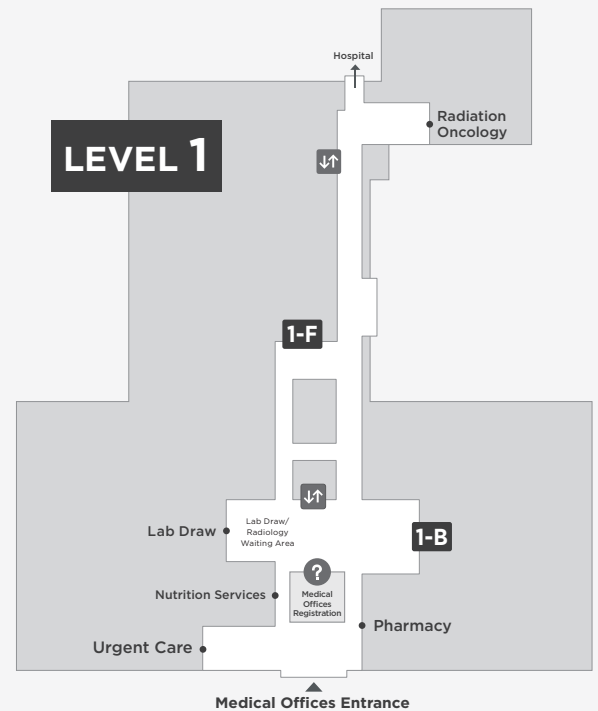 Hospital
Radiation
Oncology
LEVEL 1
1-F
Lab Draw
Lab Draw/
Radiology
Waiting Area
1-B
?
Nutrition Services
Medical
Offices
Registration
Pharmacy
Urgent Care
Medical Offices Entrance